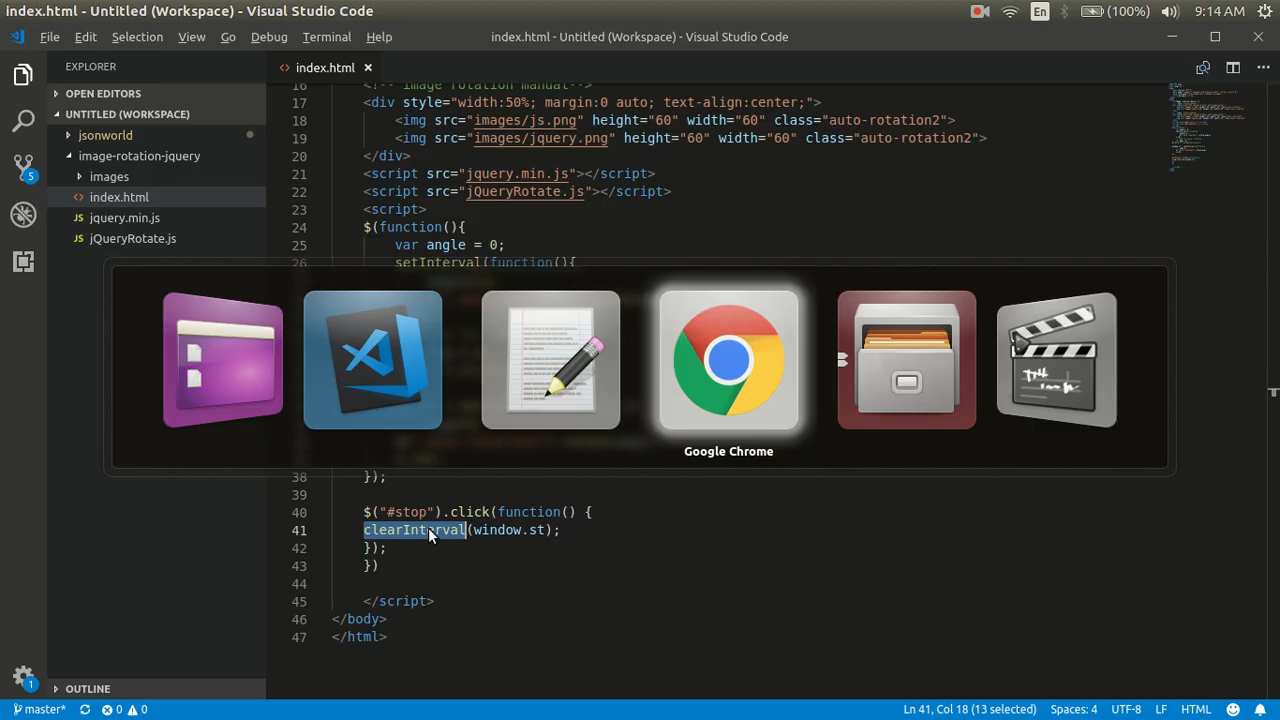 index.html - Untitled (Workspace) - Visual Studio Code
En
(100%)
9:14 AM
File Edit Selection View Go Debug Terminal Help
index.html - Untitled (Workspace) - Visual Studio Code
EXPLORER
OPEN EDITORS
UNTITLED (WORKSPACE)
jsonworld
image-rotation-jquery
images
<> index.html
JS jquery.min.js
JS jQueryRotate.js
5
1
OUTLINE
<> index.html
16 <!-- image rotation manual-->
17 <div style="width:50%; margin:0 auto; text-align:center;">
18 <img src="images/js.png" height="60" width="60" class="auto-rotation2">
19 <img src="images/jquery.png" height="60" width="60" class="auto-rotation2">
20 </div>
21 <script src="jquery.min.js"></script>
22 <script src="jQueryRotate.js"></script>
23 <script>
24 $(function(){
25 var angle = 0;
26 setInterval(function(){
Google Chrome
38 });
39
40 $("#stop").click(function() {
41 clearInterval(window.st);
42 });
43 })
44
45 </script>
46 </body>
47 </html>
master* 0 0
Ln 41, Col 18 (13 selected) Spaces: 4 UTF-8 LF HTML